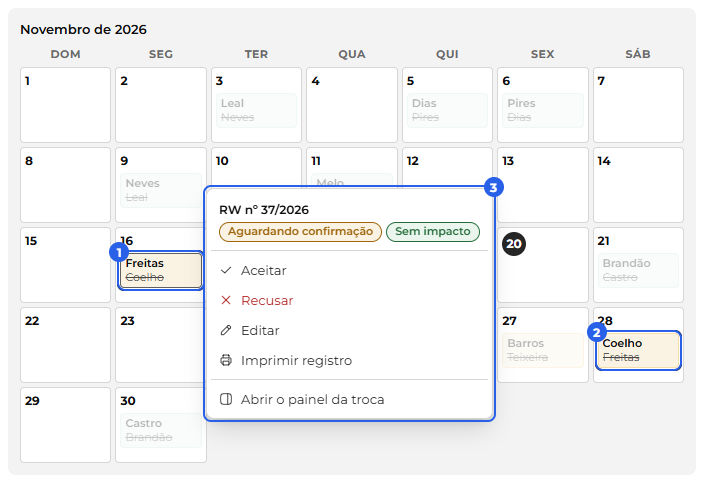 Novembro de 2026
DOM SEG TER QUA QUI SEX SÁB
1 2 3 4 5 6 7
Leal Dias Pires
Neves Pires Dias
8 9 10 11 12 13 14
Neves Melo
Leal
15 16 20 21
Freitas Brandão
Coelho Castro
1
3
RW nº 37/2026
Aguardando confirmação Sem impacto
Aceitar
Recusar
Editar
Imprimir registro
Abrir o painel da troca
22 23 27 28
2
Barros Coelho
Teixeira Freitas
29 30
Castro
Brandão